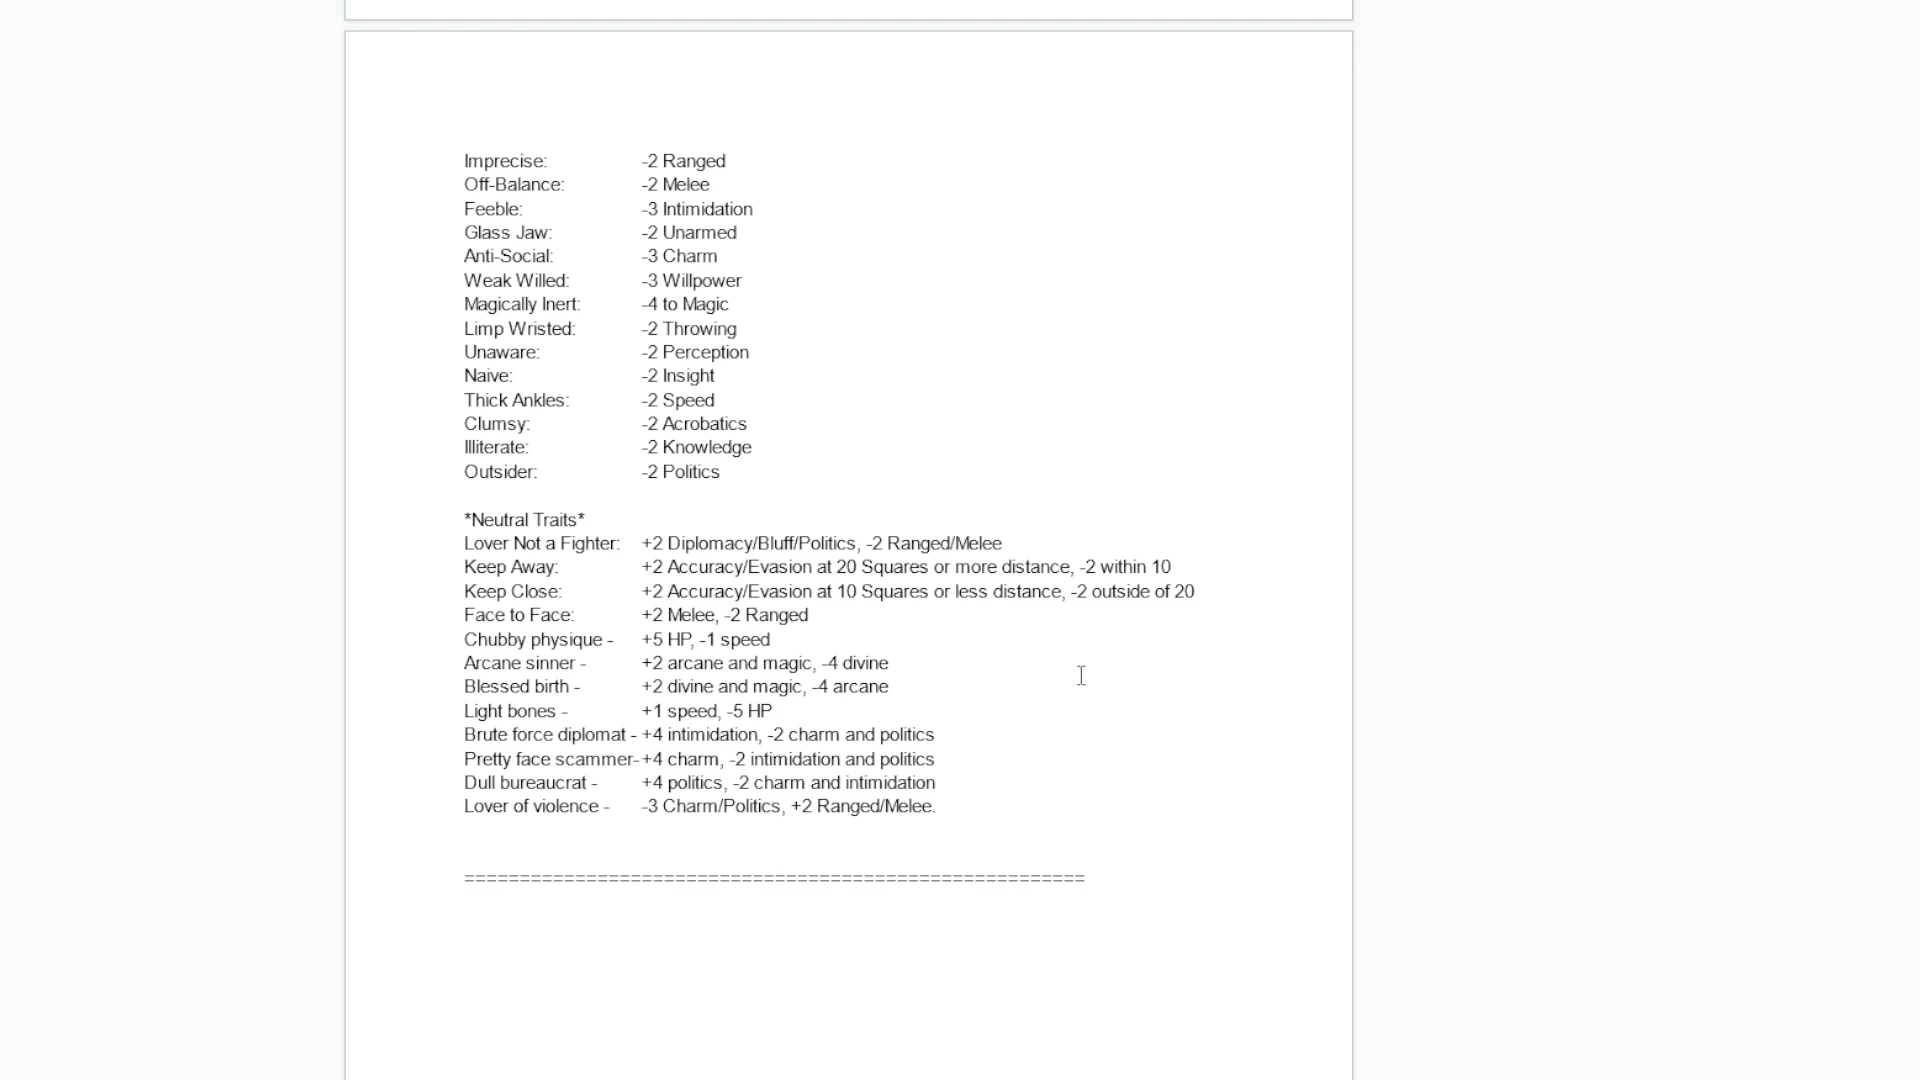 Imprecise: -2 Ranged
Off-Balance: -2 Melee
Feeble: -3 Intimidation
Glass Jaw: -2 Unarmed
Anti-Social: -3 Charm
Weak Willed: -3 Willpower
Magically Inert: -4 to Magic
Limp Wristed: -2 Throwing
Unaware: -2 Perception
Naive: -2 Insight
Thick Ankles: -2 Speed
Clumsy: -2 Acrobatics
Illiterate: -2 Knowledge
Outsider: -2 Politics
*Neutral Traits*
Lover Not a Fighter: +2 Diplomacy/Bluff/Politics, -2 Ranged/Melee
Keep Away: +2 Accuracy/Evasion at 20 Squares or more distance, -2 within 10
Keep Close: +2 Accuracy/Evasion at 10 Squares or less distance, -2 outside of 20
Face to Face: +2 Melee, -2 Ranged
Chubby physique - +5 HP, -1 speed
Arcane sinner - +2 arcane and magic, -4 divine
Blessed birth - +2 divine and magic, -4 arcane
Light bones - +1 speed, -5 HP
Brute force diplomat - +4 intimidation, -2 charm and politics
Pretty face scammer- +4 charm, -2 intimidation and politics
Dull bureaucrat - +4 politics, -2 charm and intimidation
Lover of violence - -3 Charm/Politics, +2 Ranged/Melee.
========================================================